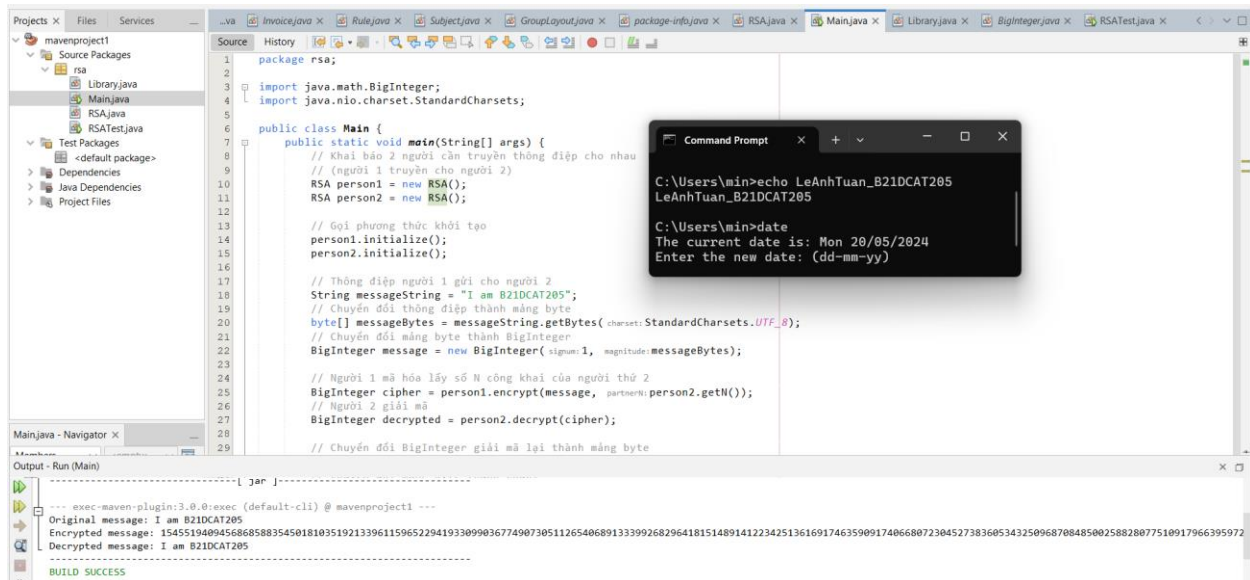 Projects × Files Services
...va Invoice.java × Rule.java × Subject.java × GroupLayout.java × package-info.java × RSA.java × Main.java × Library.java × BigInteger.java × RSATest.java ×
mavenproject1
Source Packages
rsa
Library.java
Main.java
RSA.java
RSATest.java
Test Packages
<default package>
Dependencies
Java Dependencies
Project Files
Source History
1 package rsa;
2
3 import java.math.BigInteger;
4 import java.nio.charset.StandardCharsets;
5
6 public class Main {
7 public static void main(String[] args) {
8 // Khai báo 2 người cần truyền thông điệp cho nhau
9 // (người 1 truyền cho người 2)
10 RSA person1 = new RSA();
11 RSA person2 = new RSA();
12
13 // Gọi phương thức khởi tạo
14 person1.initialize();
15 person2.initialize();
16
17 // Thông điệp người 1 gửi cho người 2
18 String messageString = "I am B21DCAT205";
19 // Chuyển đổi thông điệp thành mảng byte
20 byte[] messageBytes = messageString.getBytes( charset: StandardCharsets.UTF_8);
21 // Chuyển đổi mảng byte thành BigInteger
22 BigInteger message = new BigInteger( signum: 1, magnitude: messageBytes);
23
24 // Người 1 mã hóa lấy số N công khai của người thứ 2
25 BigInteger cipher = person1.encrypt(message, partnerN: person2.getN());
26 // Người 2 giải mã
27 BigInteger decrypted = person2.decrypt(cipher);
28
29 // Chuyển đổi BigInteger giải mã lại thành mảng byte
Command Prompt × +
C:\Users\min>echo LeAnhTuan_B21DCAT205
LeAnhTuan_B21DCAT205
C:\Users\min>date
The current date is: Mon 20/05/2024
Enter the new date: (dd-mm-yy)
Main.java - Navigator ×
Output - Run (Main)
--------------------------------[ jar ]---------------------------------
--- exec-maven-plugin:3.0.0:exec (default-cli) @ mavenproject1 ---
Original message: I am B21DCAT205
Encrypted message:
Decrypted message: I am B21DCAT205
------------------------------------------------------------------------
BUILD SUCCESS